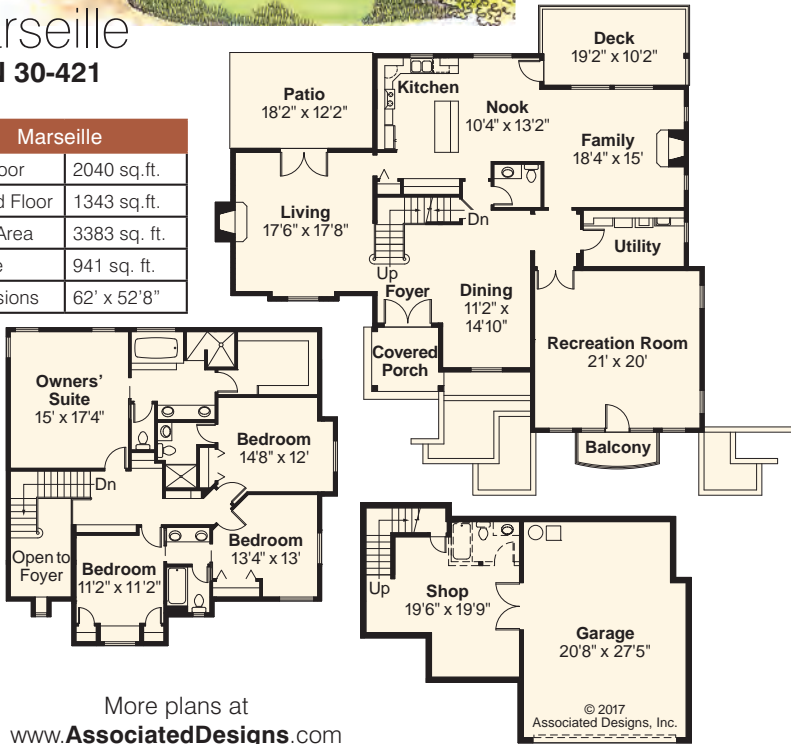 30-421
Marseille
2040 sq.ft.
Floor 1343 sq.ft.
3383 sq. ft.
941 sq. ft.
62' x 52'8"
Deck
19'2" x 10'2"
Patio
18'2" x 12'2"
Kitchen
Nook
10'4" x 13'2"
Family
18'4" x 15'
Living
17'6" x 17'8"
Dn
Utility
Up
Foyer
Dining
11'2" x
14'10"
Covered
Porch
Recreation Room
21' x 20'
Balcony
Owners'
Suite
15' x 17'4"
Bedroom
14'8" x 12'
Dn
Open to
Foyer
Bedroom
11'2" x 11'2"
Bedroom
13'4" x 13'
Up
Shop
19'6" x 19'9"
Garage
20'8" x 27'5"
© 2017
Associated Designs, Inc.
More plans at
www.AssociatedDesigns.com